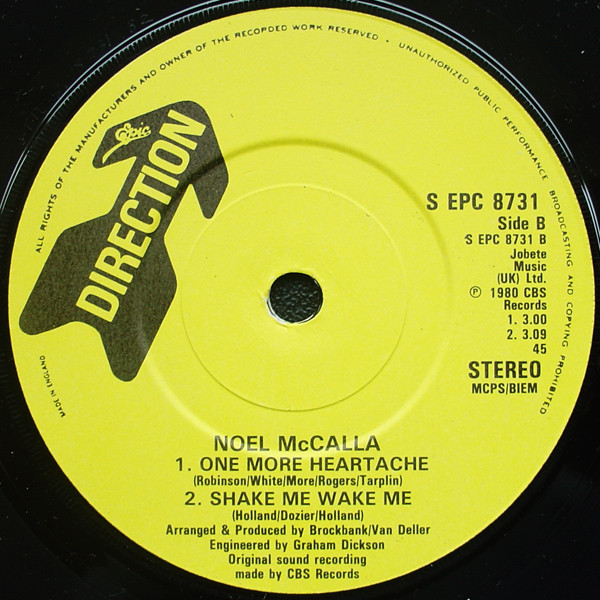 ALL RIGHTS OF THE MANUFACTURERS AND OWNER OF THE RECORDED WORK RESERVED · UNAUTHORIZED PUBLIC PERFORMANCE BROADCASTING AND COPYING PROHIBITED
Epic
DIRECTION
S EPC 8731
Side B
S EPC 8731 B
Jobete
Music
(UK) Ltd.
℗ 1980 CBS
Records
1. 3.00
2. 3.09
45
STEREO
MCPS/BIEM
MADE IN ENGLAND
NOEL McCALLA
1. ONE MORE HEARTACHE
(Robinson/White/More/Rogers/Tarplin)
2. SHAKE ME WAKE ME
(Holland/Dozier/Holland)
Arranged & Produced by Brockbank/Van Deller
Engineered by Graham Dickson
Original sound recording
made by CBS Records